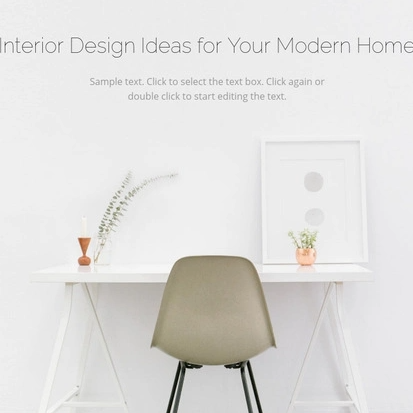 Interior Design Ideas for Your Modern Home
Sample text. Click to select the text box. Click again or
double click to start editing the text.